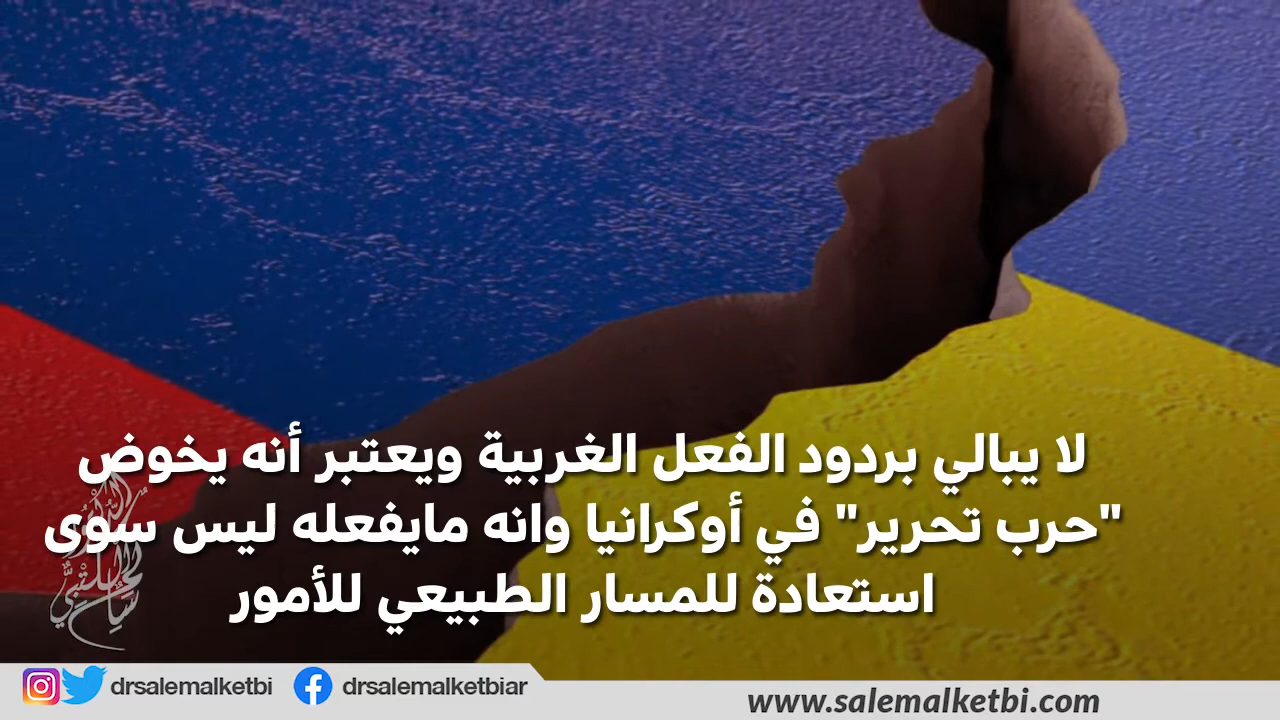 لا يبالي بردود الفعل الغربية ويعتبر أنه يخوض
"حرب تحرير" في أوكرانيا وانه مايفعله ليس سوى
استعادة للمسار الطبيعي للأمور
drsalemalketbi
drsalemalketbiar
www.salemalketbi.com